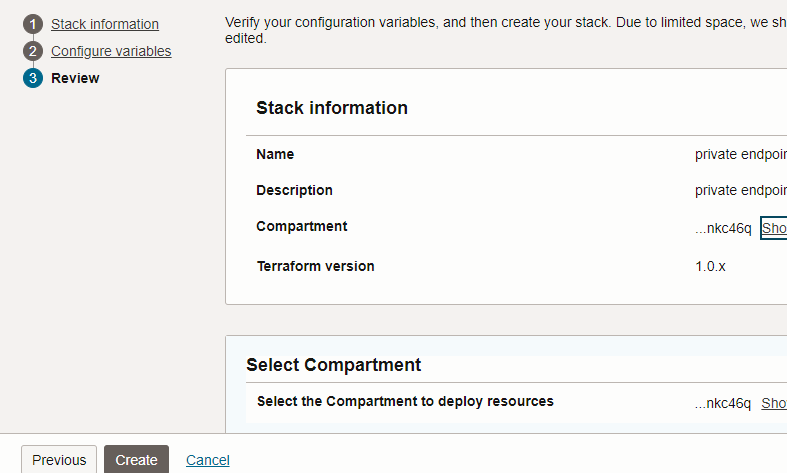 1 Stack information
2 Configure variables
3 Review
Verify your configuration variables, and then create your stack. Due to limited space, we sh
edited.
Stack information
Name private endpoin
Description private endpoin
Compartment ...nkc46q Sho
Terraform version 1.0.x
Select Compartment
Select the Compartment to deploy resources ...nkc46q Sho
Previous Create Cancel